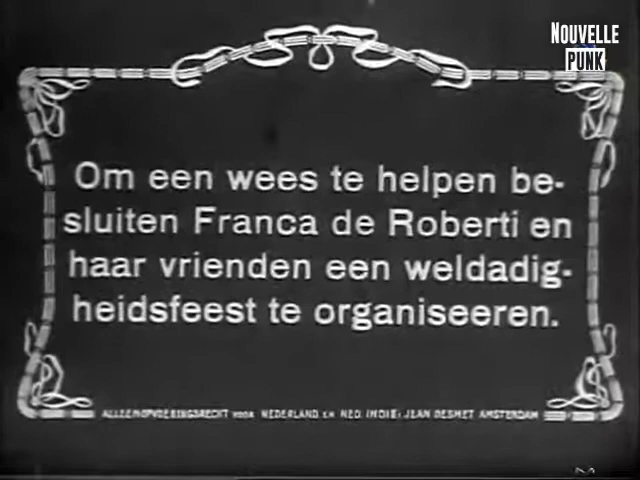 NOUVELLE
PUNK
Om een wees te helpen be-
sluiten Franca de Roberti en
haar vrienden een weldadig-
heidsfeest te organiseeren.
ALLEENOPVOERINGSRECHT voor NEDERLAND EN NED. INDIE: JEAN DESMET AMSTERDAM